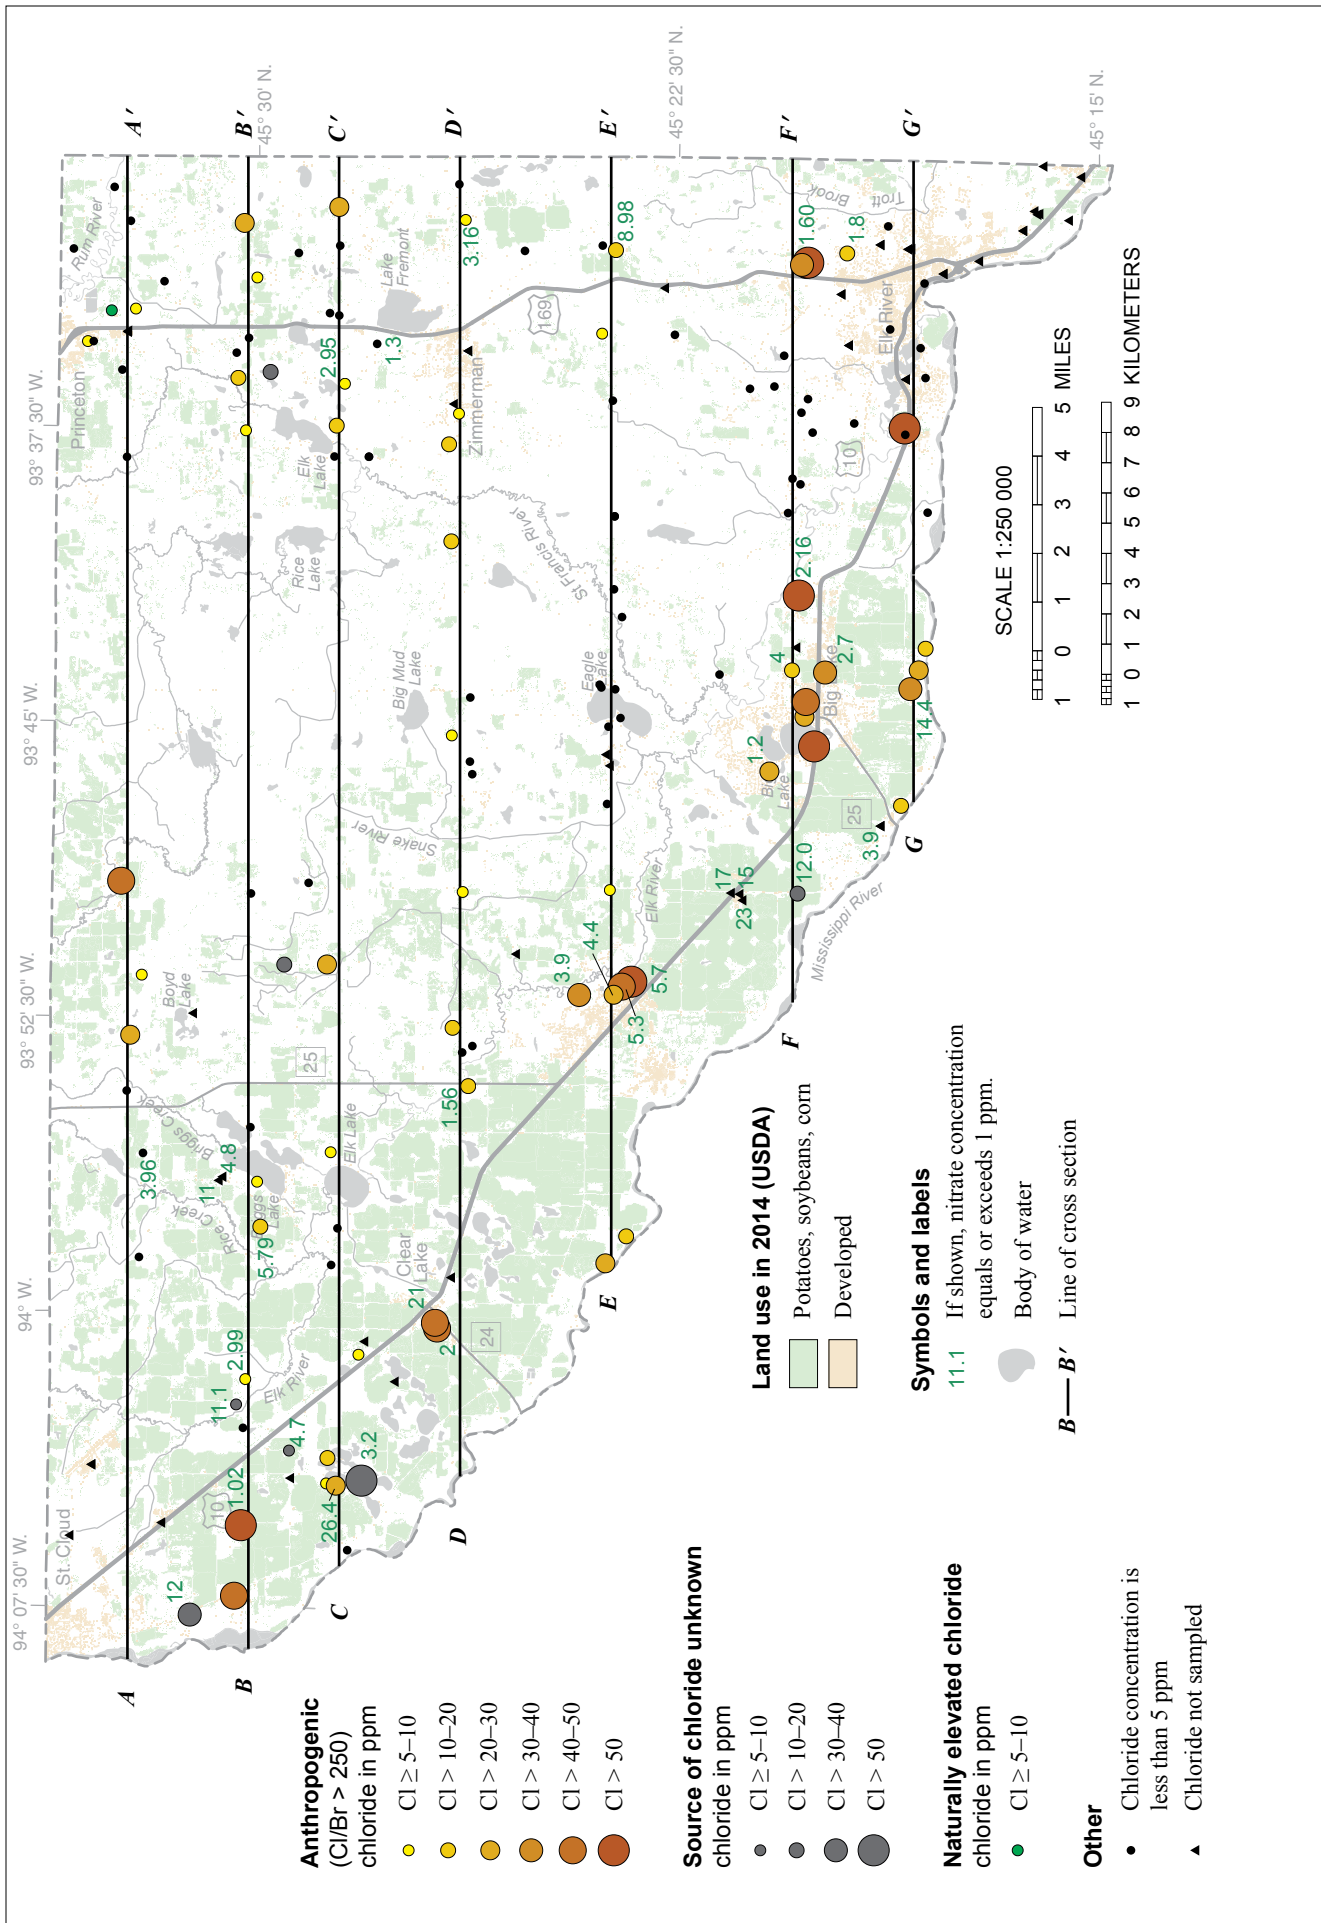 94° 07' 30" W.
94° W.
93° 52' 30" W.
93° 45' W.
93° 37' 30" W.
St. Cloud
Princeton
Rum River
A
A'
3.96
Boyd
Lake
12
Briggs Creek
Rice Creek
11
4.8
B
B'
10
1.02
11.1
2.99
5.79
Lake
45° 30' N.
Elk River
4.7
25
Elk
Lake
Rice
Lake
C
C'
26.4
3.2
Elk Lake
Snake River
2.95
1.3
Lake
Fremont
Big Mud
Lake
Clear
Lake
21
2
24
D
D'
1.56
Zimmerman
3.16
St Francis River
169
3.9
4.4
Eagle
Lake
E
E'
5.3
5.7
Elk River
8.98
45° 22' 30" N.
17
15
23
1.2
Lake
4
2.16
F
F'
12.0
1.60
Mississippi River
Big Lake
2.7
10
1.8
Trott
Brook
25
3.9
Elk River
G
G'
14.4
45° 15' N.
Anthropogenic
(Cl/Br > 250)
chloride in ppm
Cl ≥ 5–10
Cl > 10–20
Cl > 20–30
Cl > 30–40
Cl > 40–50
Cl > 50
Source of chloride unknown
chloride in ppm
Cl ≥ 5–10
Cl > 10–20
Cl > 30–40
Cl > 50
Naturally elevated chloride
chloride in ppm
Cl ≥ 5–10
Other
Chloride concentration is
less than 5 ppm
Chloride not sampled
Land use in 2014 (USDA)
Potatoes, soybeans, corn
Developed
Symbols and labels
11.1 If shown, nitrate concentration
equals or exceeds 1 ppm.
Body of water
B B' Line of cross section
SCALE 1:250 000
1 0 1 2 3 4 5 MILES
1 0 1 2 3 4 5 6 7 8 9 KILOMETERS